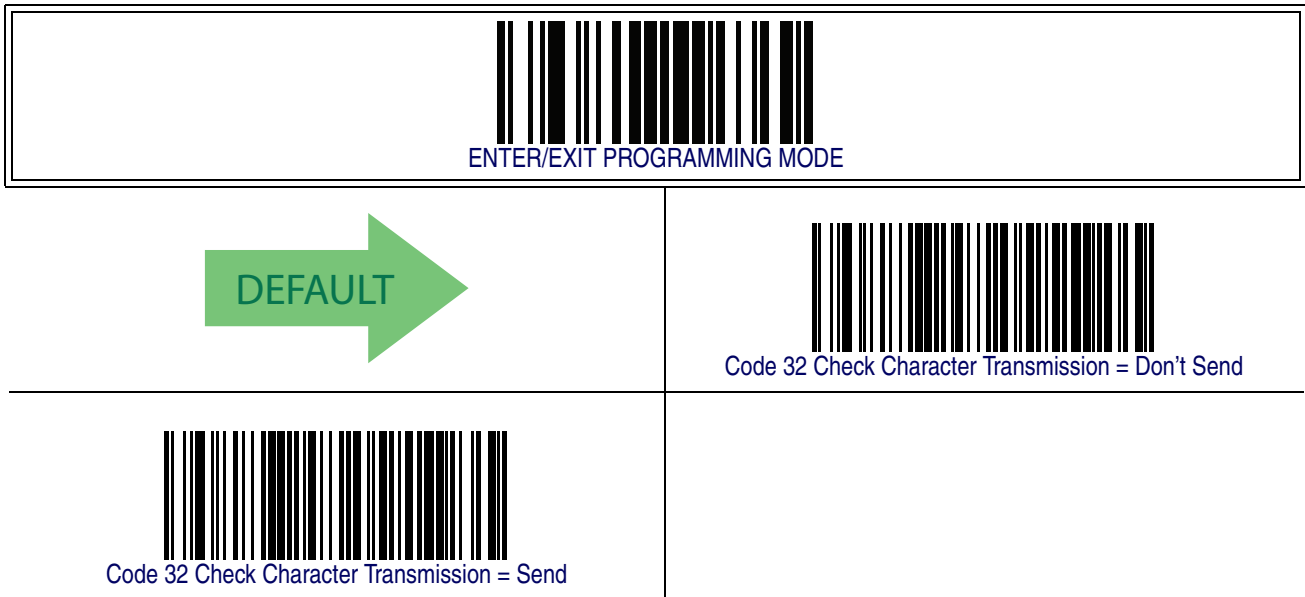 ENTER/EXIT PROGRAMMING MODE
DEFAULT
Code 32 Check Character Transmission = Don't Send
Code 32 Check Character Transmission = Send